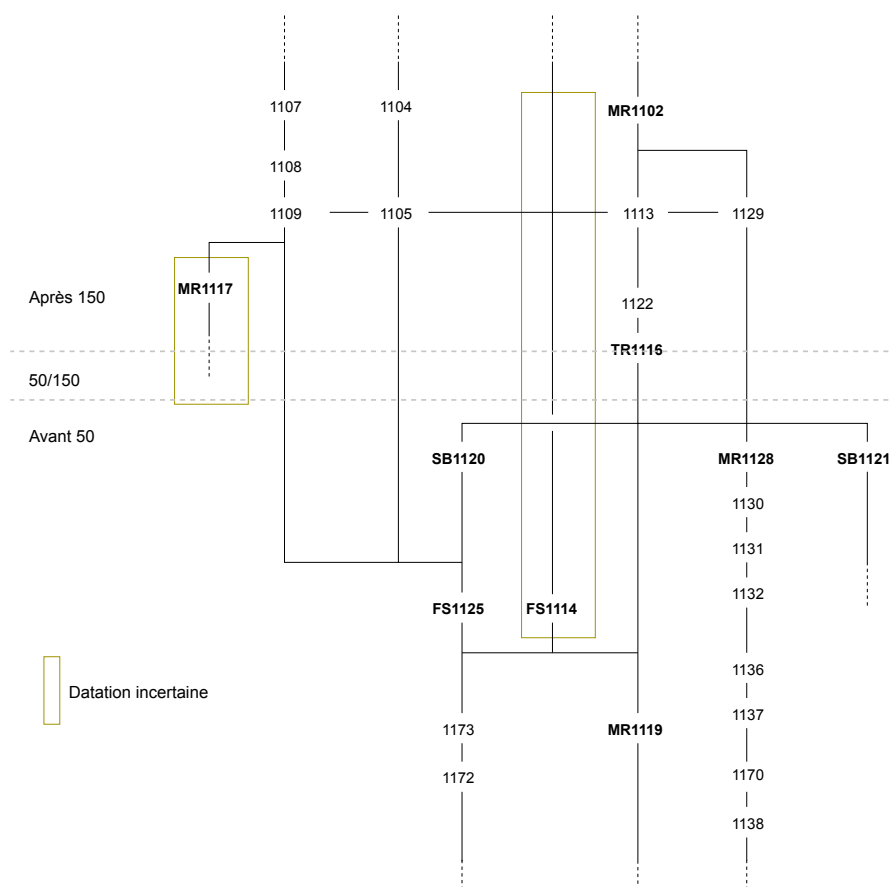 1107 1104
MR1102
1108
1109 1105 1113 1129
MR1117
Après 150
1122
TR1116
50/150
Avant 50
SB1120 MR1128 SB1121
1130
1131
1132
FS1125 FS1114
1136
Datation incertaine
1137
1173 MR1119
1170
1172
1138